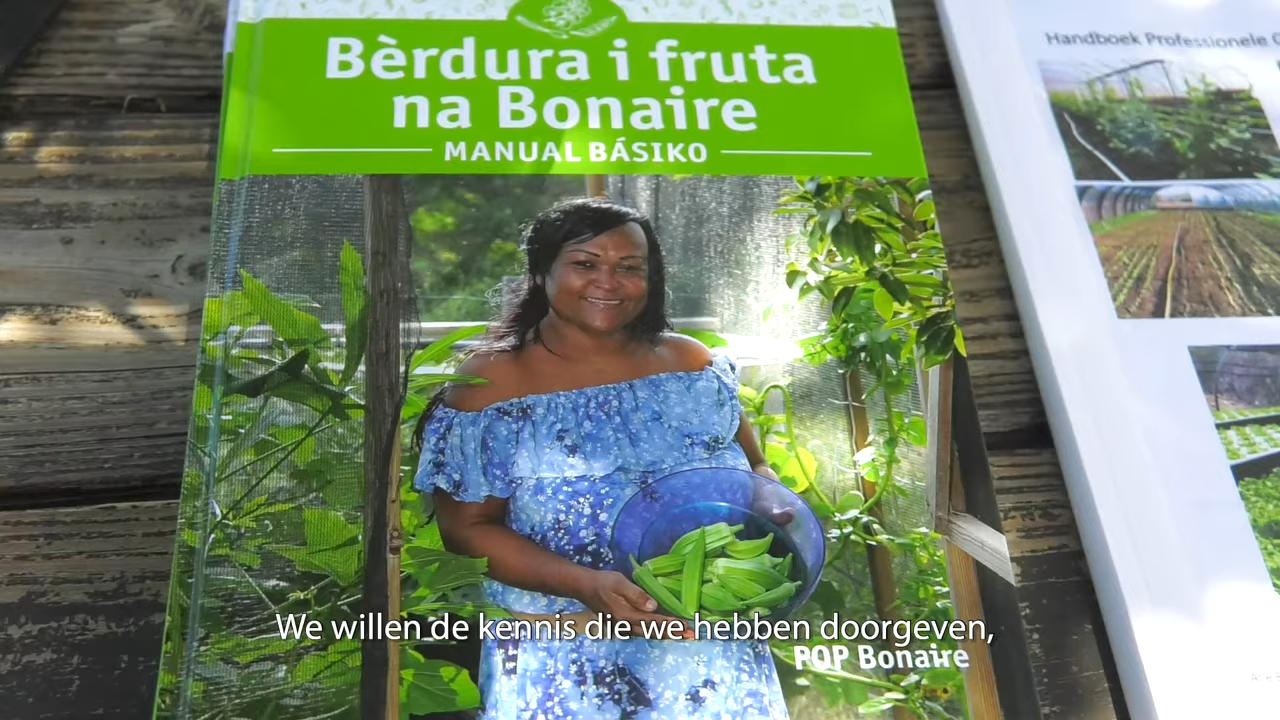 Bèrdura i fruta
na Bonaire
MANUAL BÁSIKO
Handboek Professionele
We willen de kennis die we hebben doorgeven,
POP Bonaire